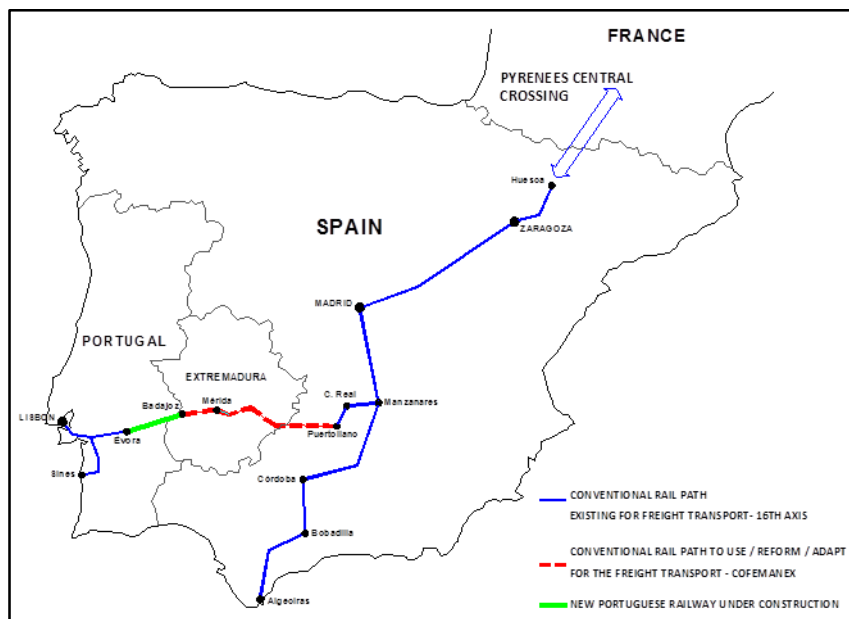 FRANCE
PYRENEES CENTRAL
CROSSING
Huesca
ZARAGOZA
SPAIN
MADRID
PORTUGAL
EXTREMADURA
C. Real
Manzanares
Badajoz
Mérida
LISBON
Evora
Puertollano
Sines
Cordoba
Bobadilla
Algeciras
CONVENTIONAL RAIL PATH
EXISTING FOR FREIGHT TRANSPORT- 16TH AXIS
CONVENTIONAL RAIL PATH TO USE / REFORM / ADAPT
FOR THE FREIGHT TRANSPORT - COFEMANEX
NEW PORTUGUESE RAILWAY UNDER CONSTRUCTION